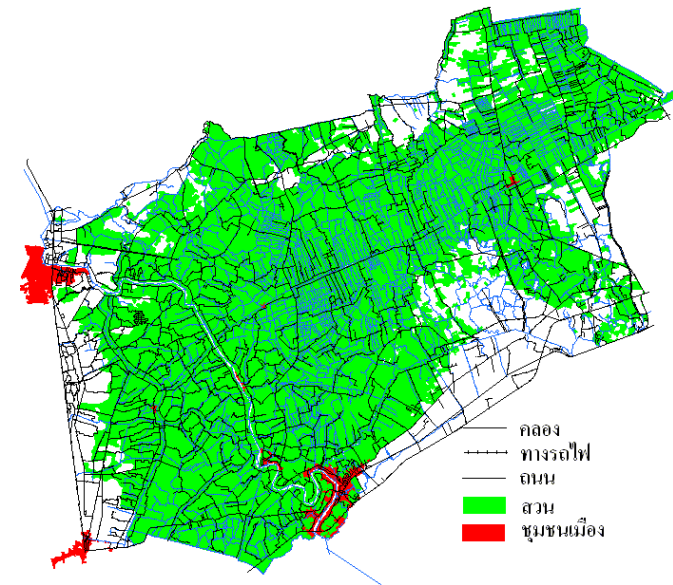 คลอง
ทางรถไฟ
ถนน
สวน
ชุมชนเมือง